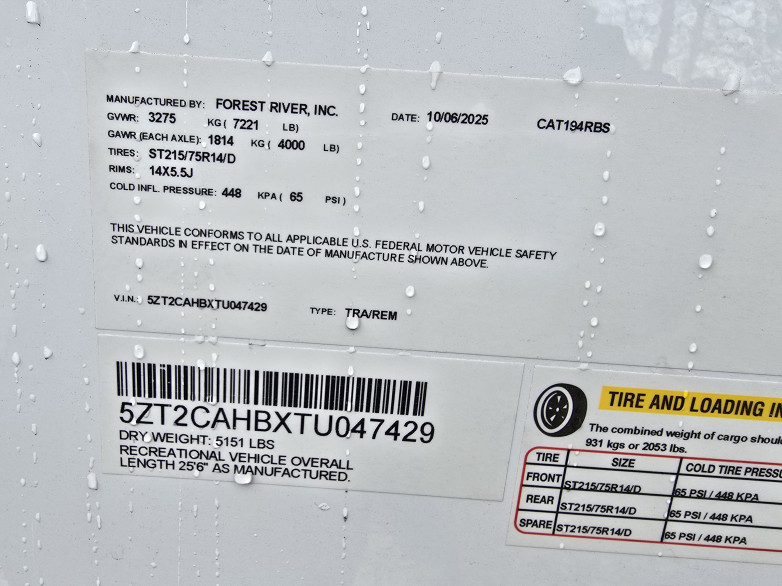 MANUFACTURED BY: FOREST RIVER, INC. DATE: 10/06/2025 CAT194RBS
GVWR: 3275 KG ( 7221 LB)
GAWR (EACH AXLE): 1814 KG ( 4000 LB)
TIRES: ST215/75R14/D
RIMS: 14X5.5J
COLD INFL. PRESSURE: 448 KPA ( 65 PSI )
THIS VEHICLE CONFORMS TO ALL APPLICABLE U.S. FEDERAL MOTOR VEHICLE SAFETY
STANDARDS IN EFFECT ON THE DATE OF MANUFACTURE SHOWN ABOVE.
V.I.N.: 5ZT2CAHBXTU047429 TYPE: TRA/REM
5ZT2CAHBXTU047429
DRY WEIGHT: 5151 LBS
RECREATIONAL VEHICLE OVERALL
LENGTH 25'6" AS MANUFACTURED.
TIRE AND LOADING IN
The combined weight of cargo shou
931 kgs or 2053 lbs.
TIRE SIZE COLD TIRE PRESSU
FRONT ST215/75R14/D 65 PSI / 448 KPA
REAR ST215/75R14/D 65 PSI / 448 KPA
SPARE ST215/75R14/D 65 PSI / 448 KPA